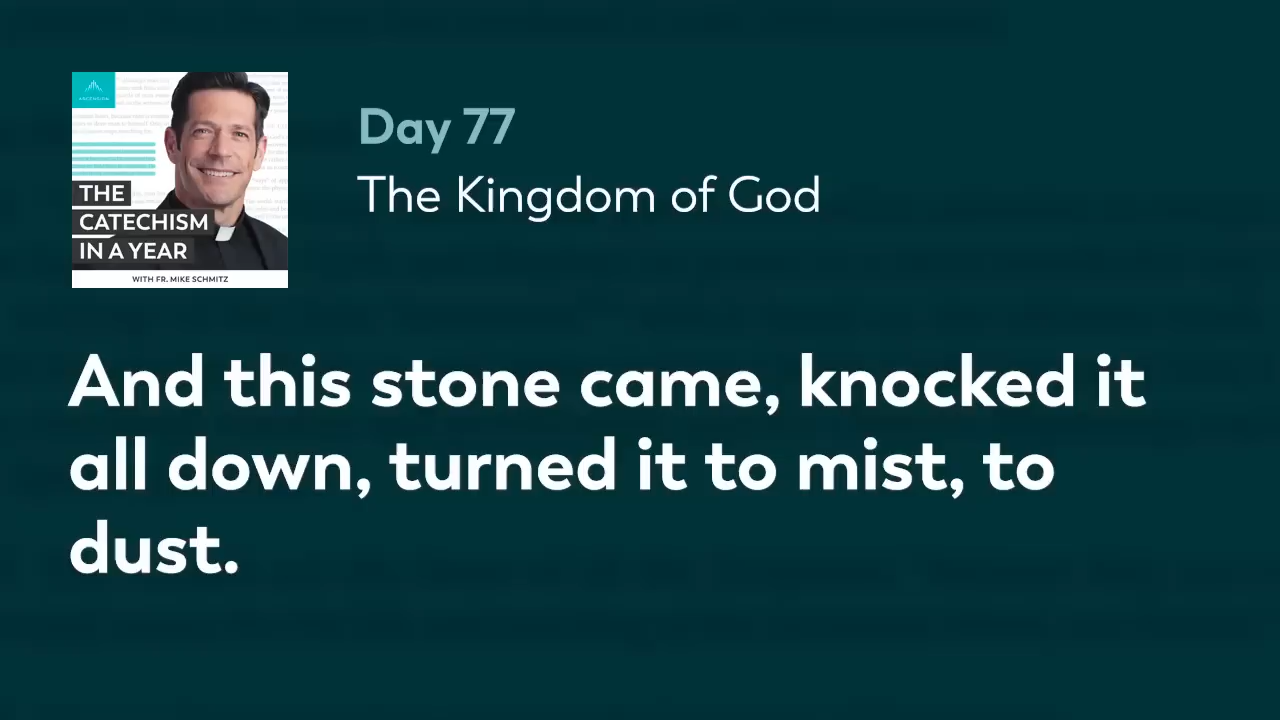 ASCENSION
THE
CATECHISM
IN A YEAR
WITH FR. MIKE SCHMITZ
Day 77
The Kingdom of God
And this stone came, knocked it
all down, turned it to mist, to
dust.